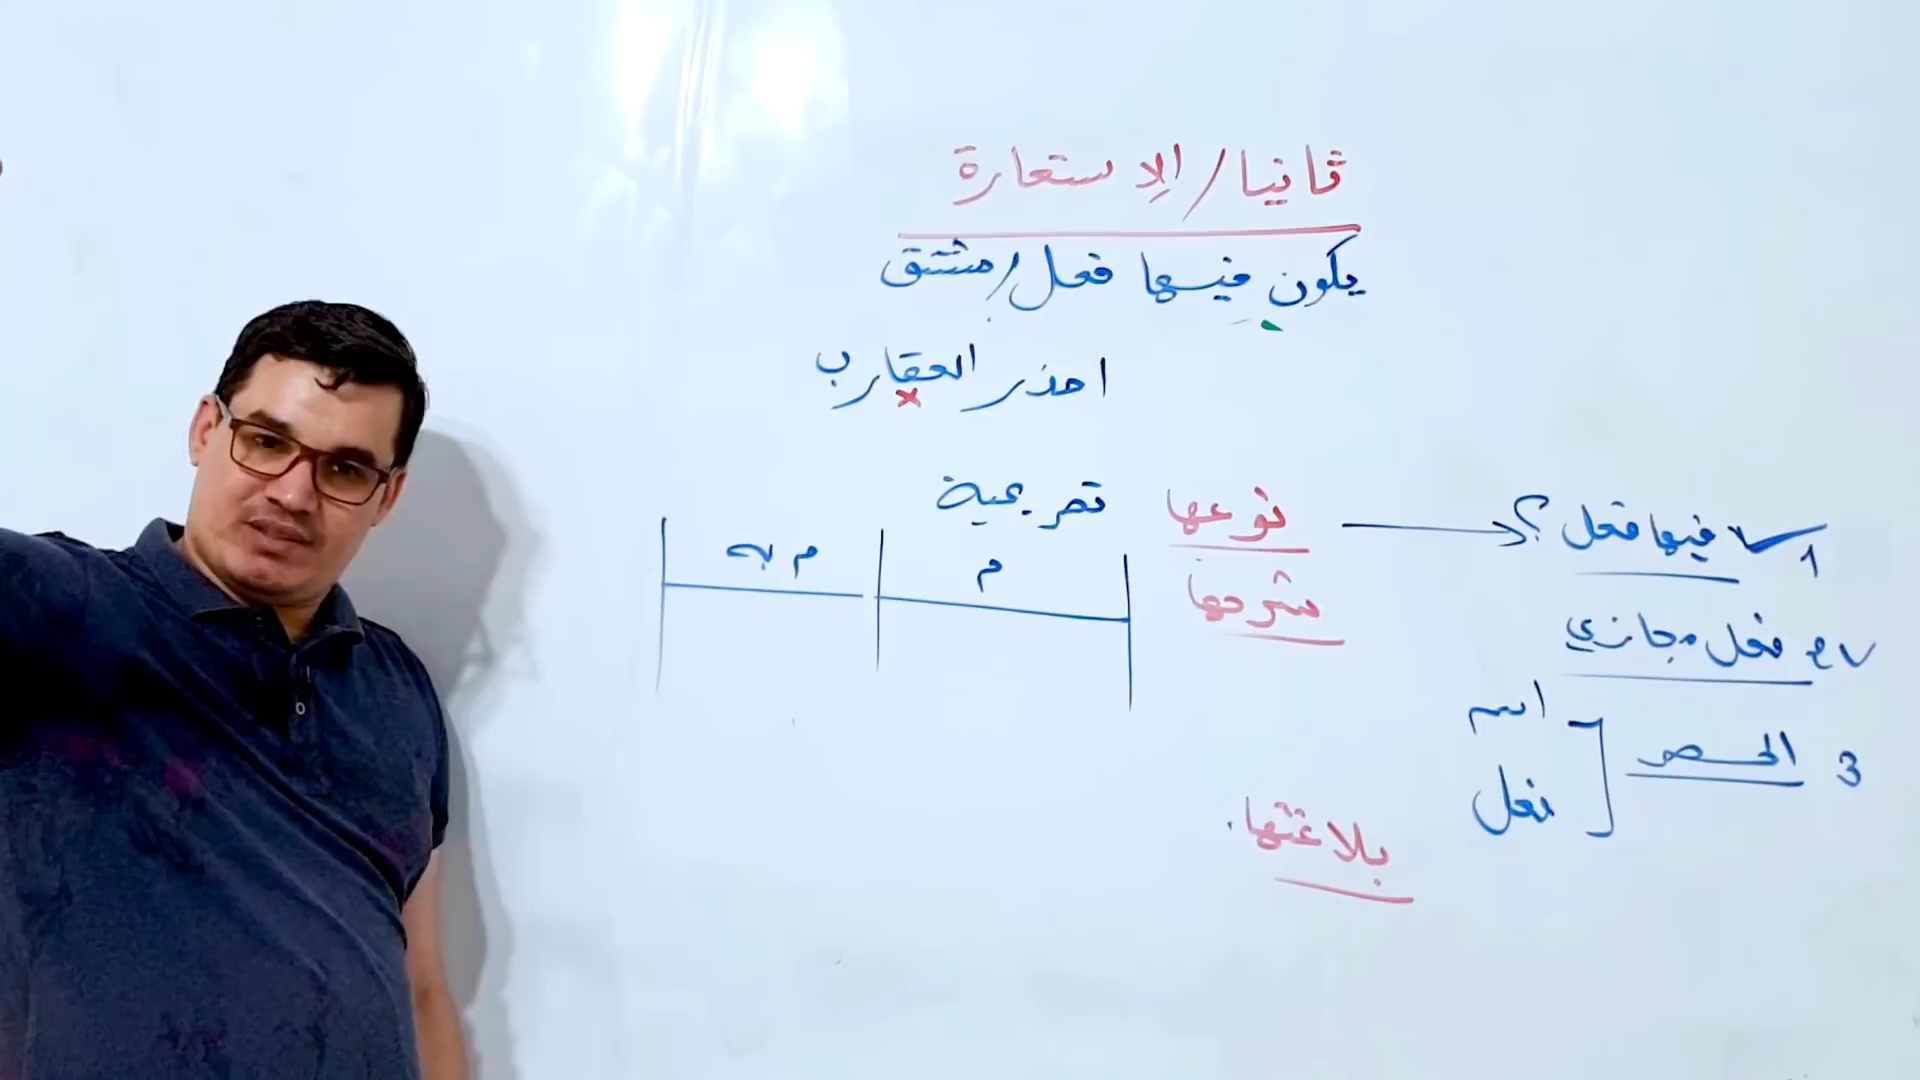 ثانيا / الاستعارة
يكون فيها فعل / مشتق
احذر العقارب
نوعها تصريحية
شرحها
م
م به
بلاغتها
1 فيها فعل؟
2 فعل مجازي
3 الحصر
اسم
فعل